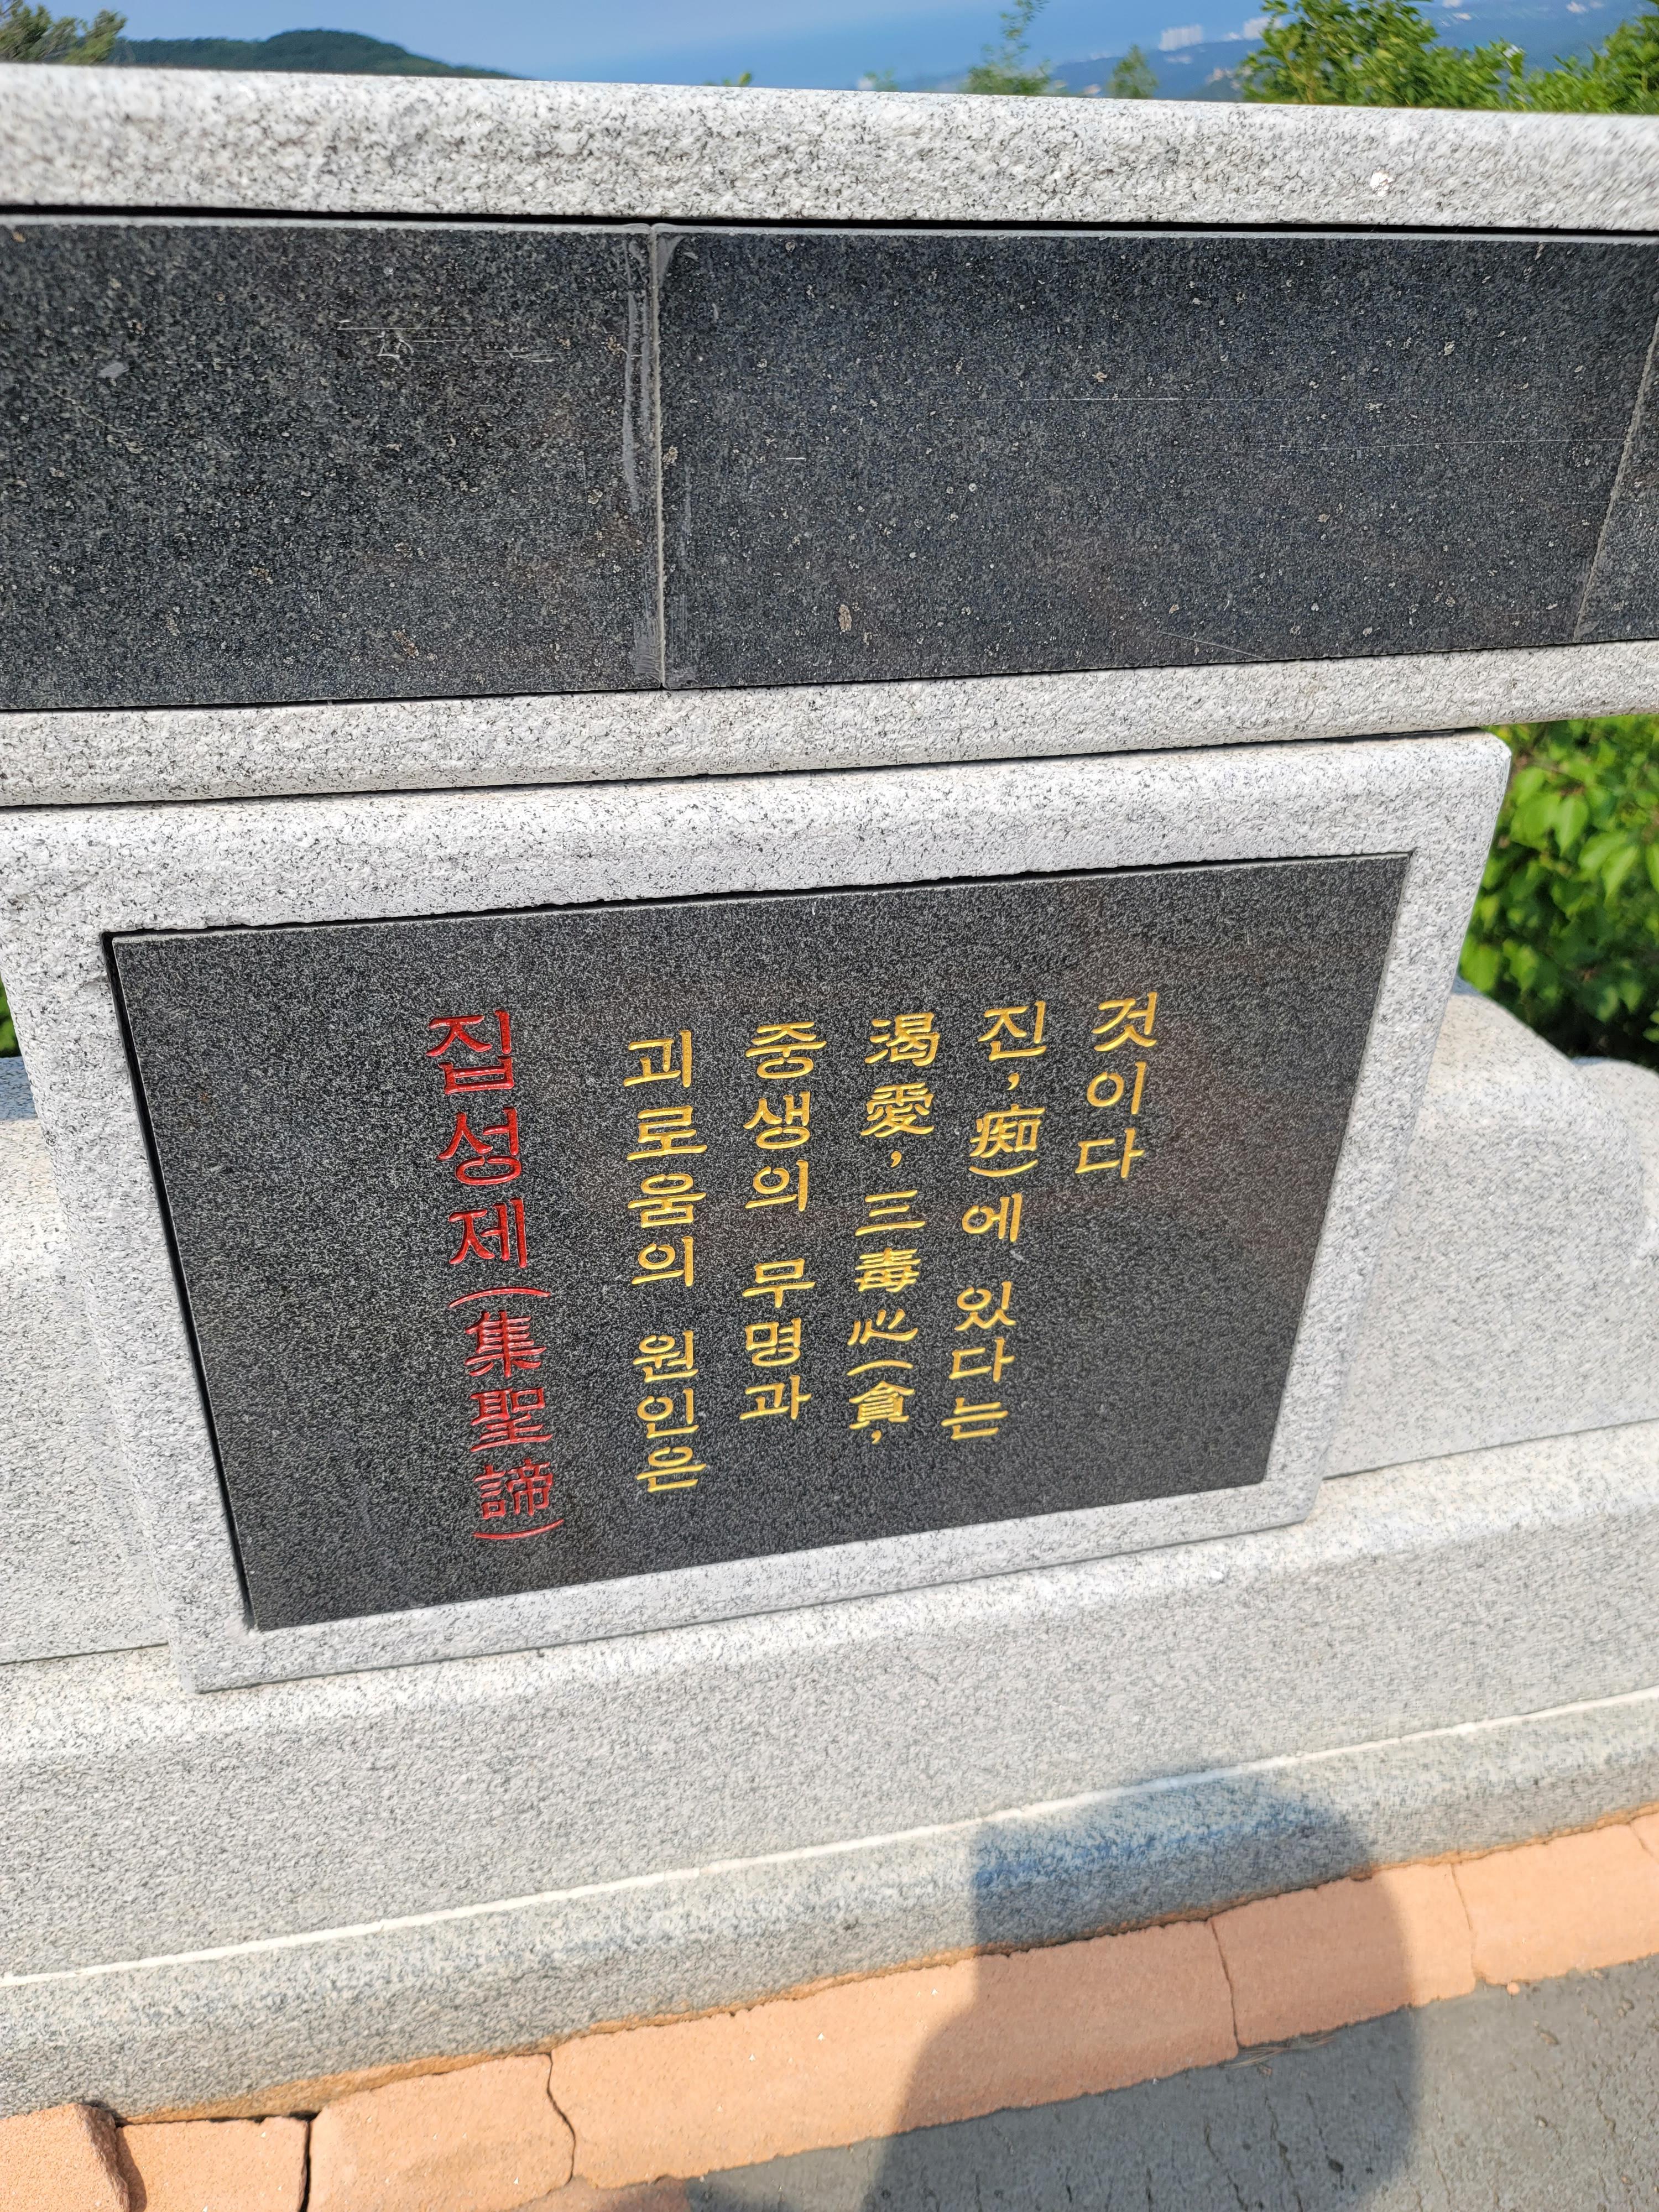 집성제(集聖諦)
괴로움의 원인은
중생의 무명과
渴愛, 三毒心(貪,
진, 痴)에 있다는
것이다